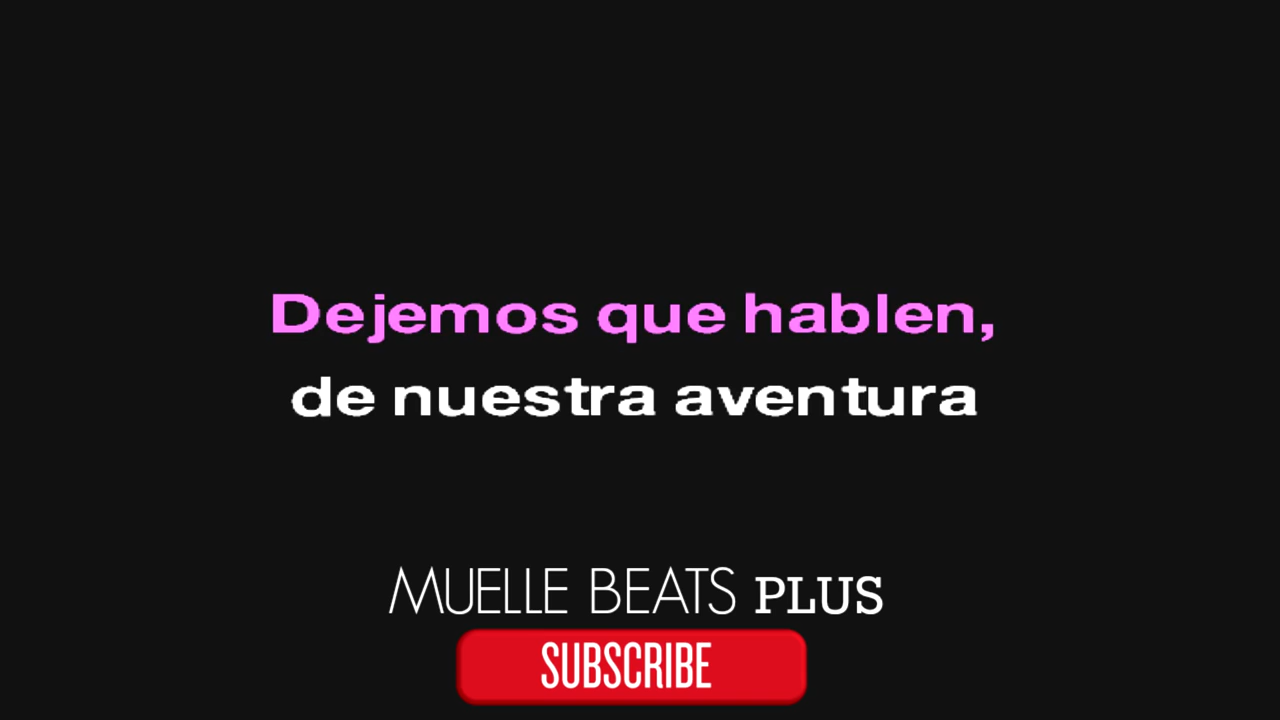 Dejemos que hablen,
de nuestra aventura
MUELLE BEATS PLUS
SUBSCRIBE